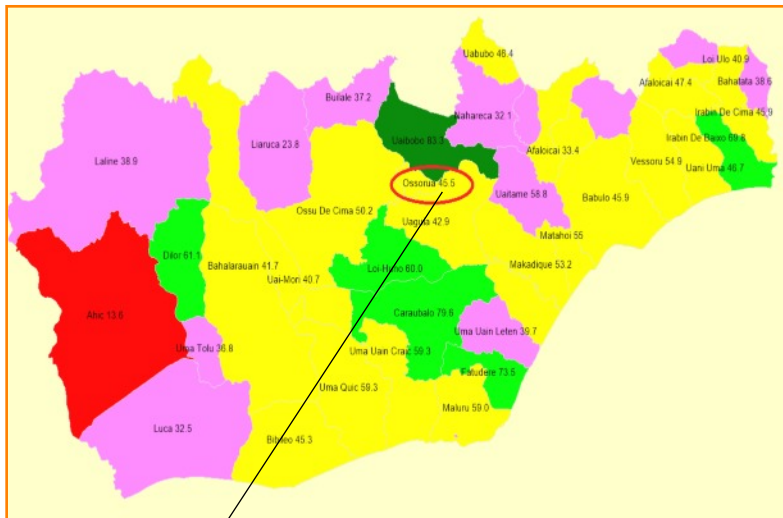 Uabubo 48.4
Loi Ulo 40.9
Bahatata 38.6
Afaloicai 47.4
Builale 37.2
Nahareca 32.1
Irabin De Cima 45.9
Liaruca 23.8
Uaibobo 83.3
Afaloicai 33.4
Irabin De Baixo 69.8
Laline 38.9
Vessoru 54.9
Uani Uma 46.7
Ossorua 45.5
Uaitame 58.8
Babulo 45.9
Ossu De Cima 50.2
Uaguia 42.9
Matahoi 55
Dilor 61.1
Bahalarauain 41.7
Loi-Huno 60.0
Makadique 53.2
Uai-Mori 40.7
Ahic 13.6
Caraubalo 79.6
Uma Uain Leten 39.7
Uma Tolu 36.8
Uma Uain Craic 59.3
Fatudere 73.5
Uma Quic 59.3
Maluru 59.0
Luca 32.5
Bibileo 45.3